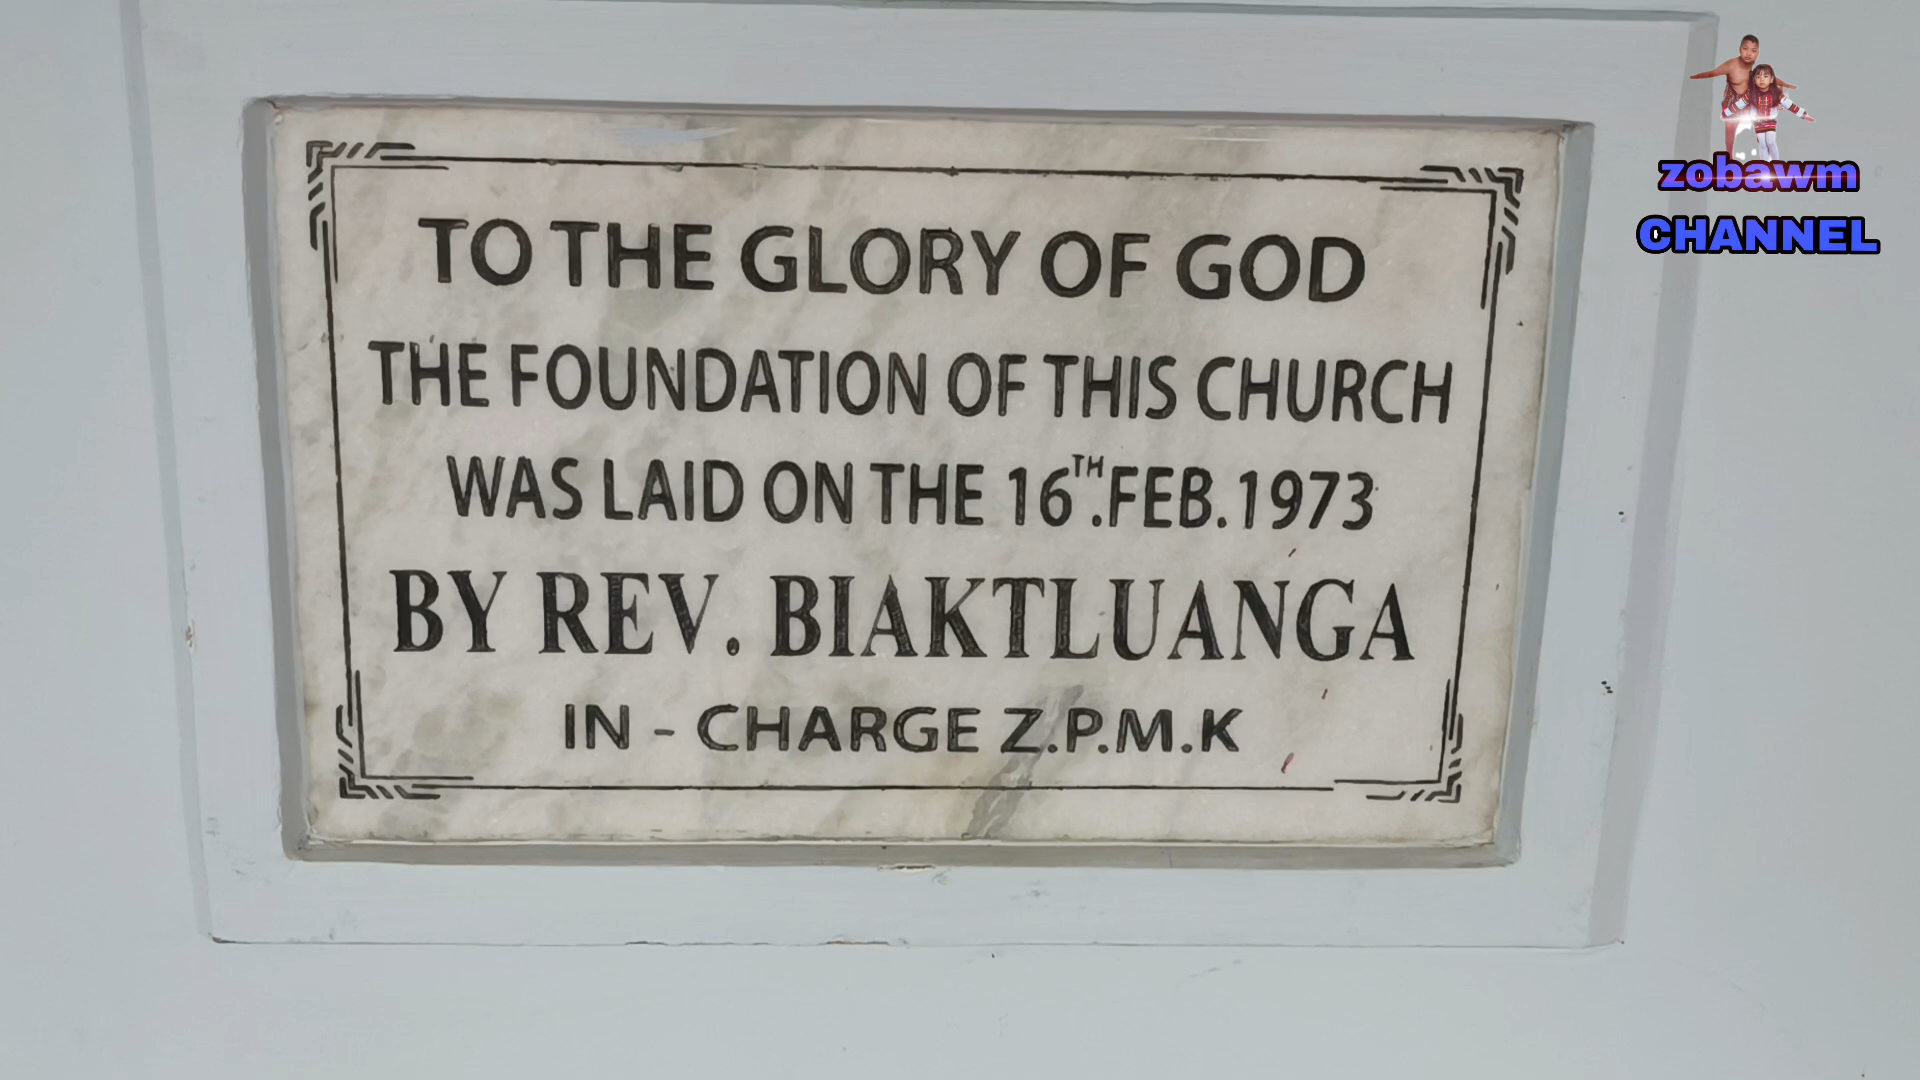 TO THE GLORY OF GOD
THE FOUNDATION OF THIS CHURCH
WAS LAID ON THE 16TH.FEB.1973
BY REV. BIAKTLUANGA
IN - CHARGE Z.P.M.K
zobawm
CHANNEL